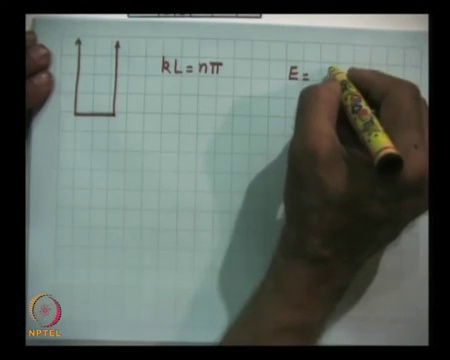 kL = nπ
E =
NPTEL